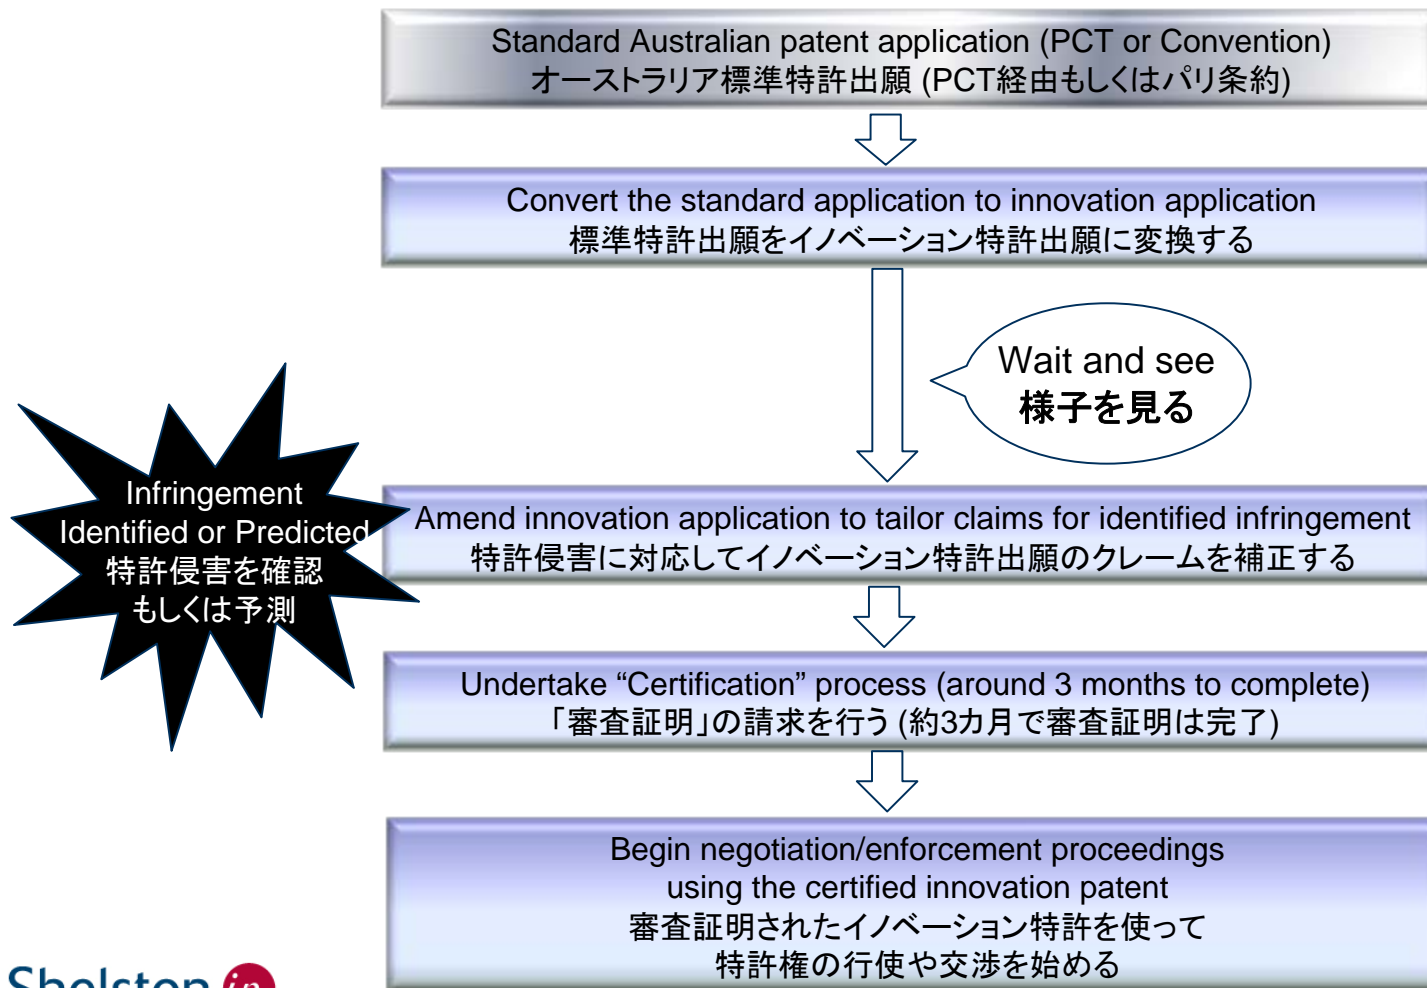 Standard Australian patent application (PCT or Convention)
オーストラリア標準特許出願 (PCT経由もしくはパリ条約)
Convert the standard application to innovation application
標準特許出願をイノベーション特許出願に変換する
Wait and see
様子を見る
Infringement
Identified or Predicted
特許侵害を確認
もしくは予測
Amend innovation application to tailor claims for identified infringement
特許侵害に対応してイノベーション特許出願のクレームを補正する
Undertake “Certification” process (around 3 months to complete)
「審査証明」の請求を行う (約3カ月で審査証明は完了)
Begin negotiation/enforcement proceedings
using the certified innovation patent
審査証明されたイノベーション特許を使って
特許権の行使や交渉を始める
Shelston ip